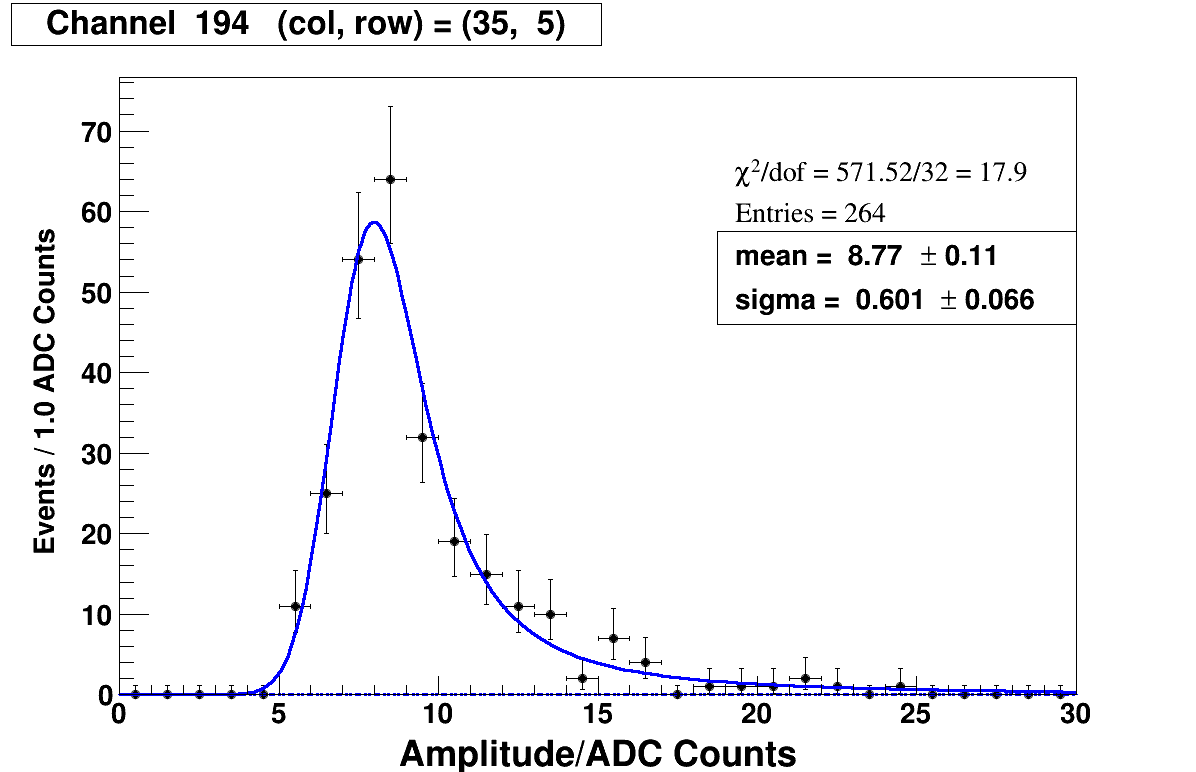 Channel 194 (col, row) = (35, 5)
χ²/dof = 571.52/32 = 17.9
Entries = 264
mean = 8.77 ± 0.11
sigma = 0.601 ± 0.066
Events / 1.0 ADC Counts
70
60
50
40
30
20
10
0
0 5 10 15 20 25 30
Amplitude/ADC Counts